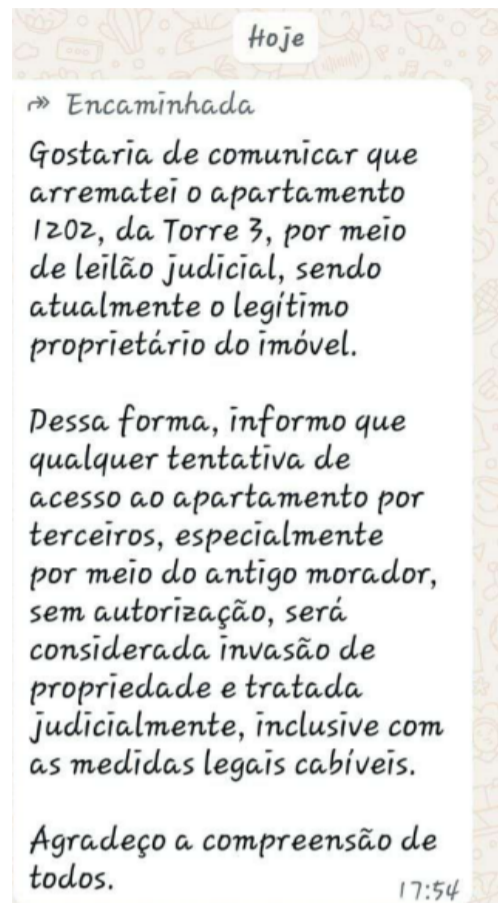 Hoje
Encaminhada
Gostaria de comunicar que
arrematei o apartamento
1202, da Torre 3, por meio
de leilão judicial, sendo
atualmente o legítimo
proprietário do imóvel.
Dessa forma, informo que
qualquer tentativa de
acesso ao apartamento por
terceiros, especialmente
por meio do antigo morador,
sem autorização, será
considerada invasão de
propriedade e tratada
judicialmente, inclusive com
as medidas legais cabíveis.
Agradeço a compreensão de
todos.
17:54